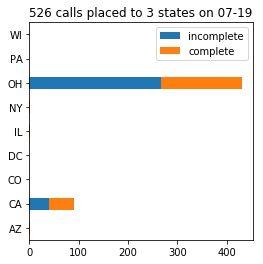 526 calls placed to 3 states on 07-19
incomplete
complete
WI
PA
OH
NY
IL
DC
CO
CA
AZ
0 100 200 300 400